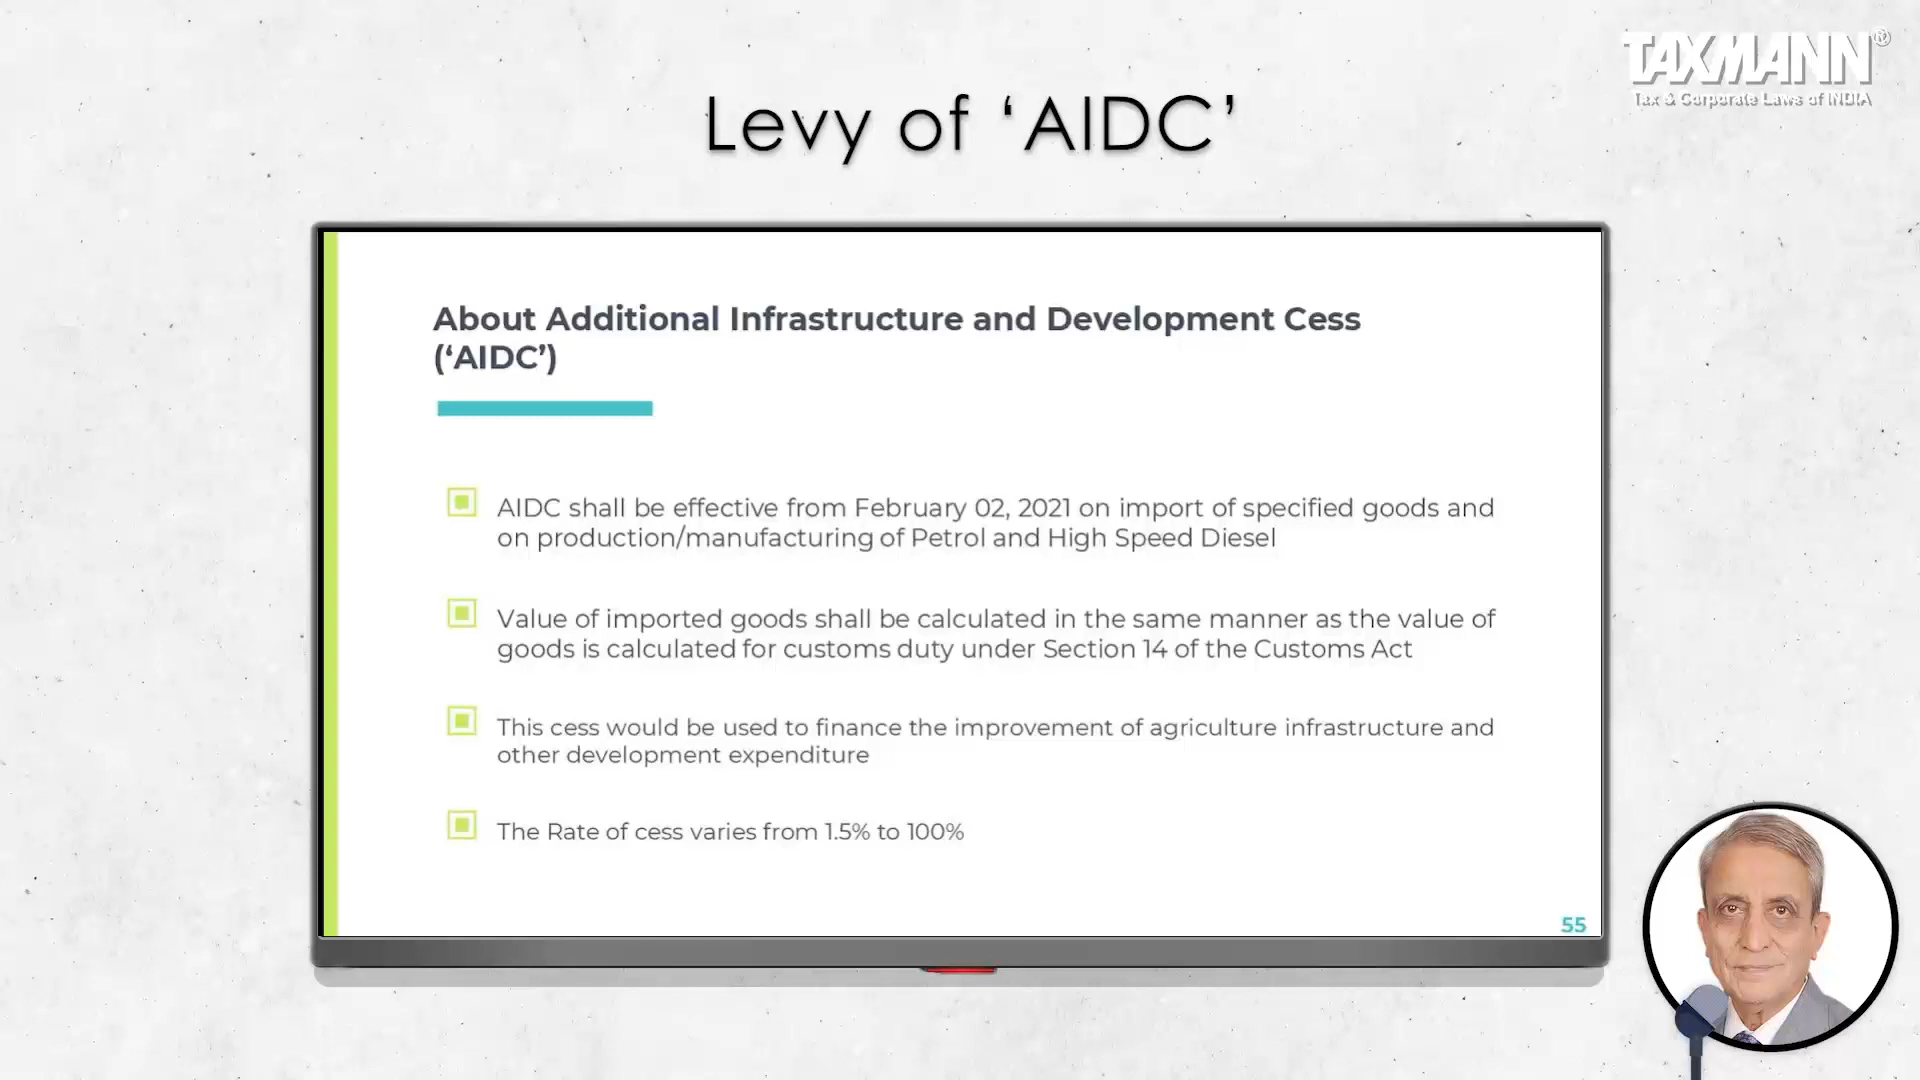 TAXMANN®
Tax & Corporate Laws of INDIA
Levy of ‘AIDC’
About Additional Infrastructure and Development Cess
(‘AIDC’)
AIDC shall be effective from February 02, 2021 on import of specified goods and
on production/manufacturing of Petrol and High Speed Diesel
Value of imported goods shall be calculated in the same manner as the value of
goods is calculated for customs duty under Section 14 of the Customs Act
This cess would be used to finance the improvement of agriculture infrastructure and
other development expenditure
The Rate of cess varies from 1.5% to 100%
55